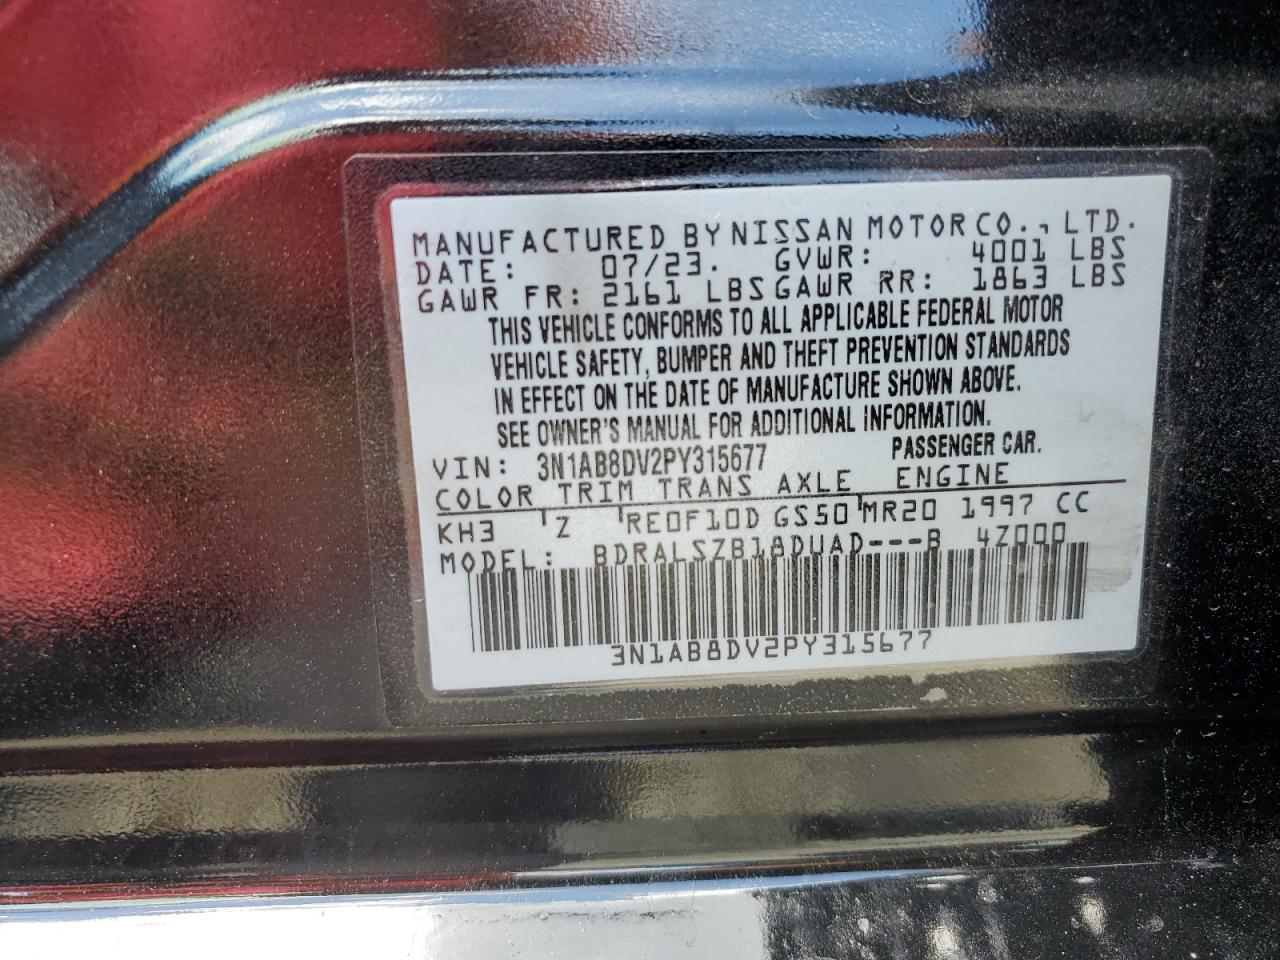 MANUFACTURED BY NISSAN MOTOR CO., LTD.
DATE: 07/23. GVWR: 4001 LBS
GAWR FR: 2161 LBS GAWR RR: 1863 LBS
THIS VEHICLE CONFORMS TO ALL APPLICABLE FEDERAL MOTOR
VEHICLE SAFETY, BUMPER AND THEFT PREVENTION STANDARDS
IN EFFECT ON THE DATE OF MANUFACTURE SHOWN ABOVE.
SEE OWNER'S MANUAL FOR ADDITIONAL INFORMATION.
VIN: 3N1AB8DV2PY315677 PASSENGER CAR.
COLOR TRIM TRANS AXLE ENGINE
KH3 Z RE0F10D GS50 MR20 1997 CC
MODEL: BDRALSZB18DUAD---B 4Z000
3N1AB8DV2PY315677